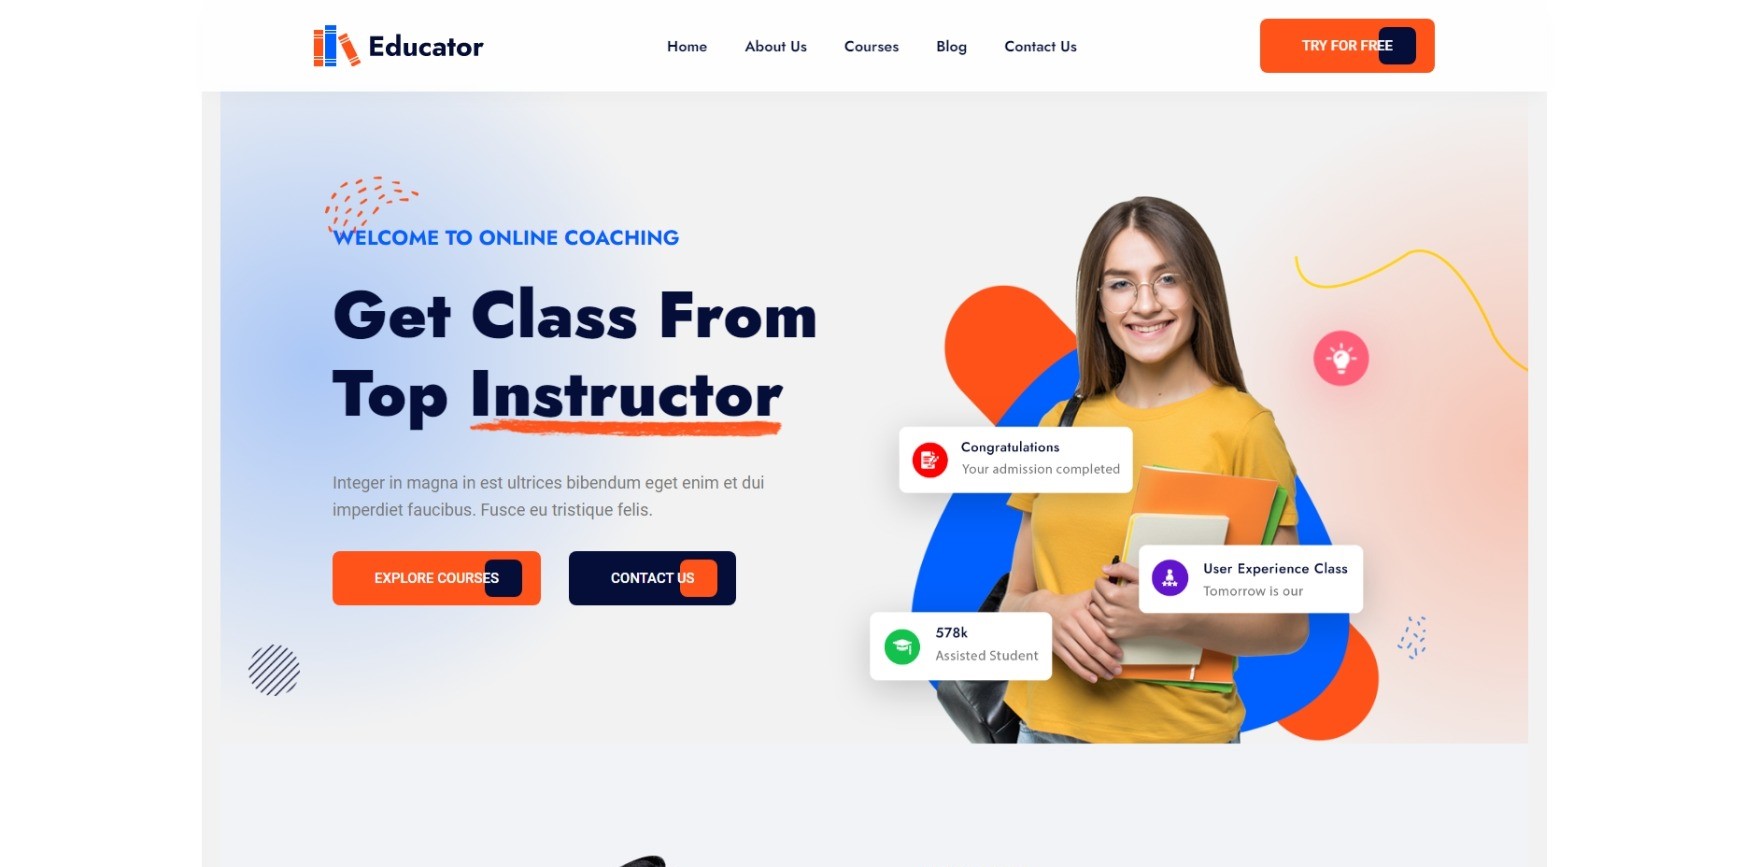 Educator
Home About Us Courses Blog Contact Us
TRY FOR FREE
WELCOME TO ONLINE COACHING
Get Class From
Top Instructor
Integer in magna in est ultrices bibendum eget enim et dui
imperdiet faucibus. Fusce eu tristique felis.
EXPLORE COURSES
CONTACT US
Congratulations
Your admission completed
User Experience Class
Tomorrow is our
578k
Assisted Student